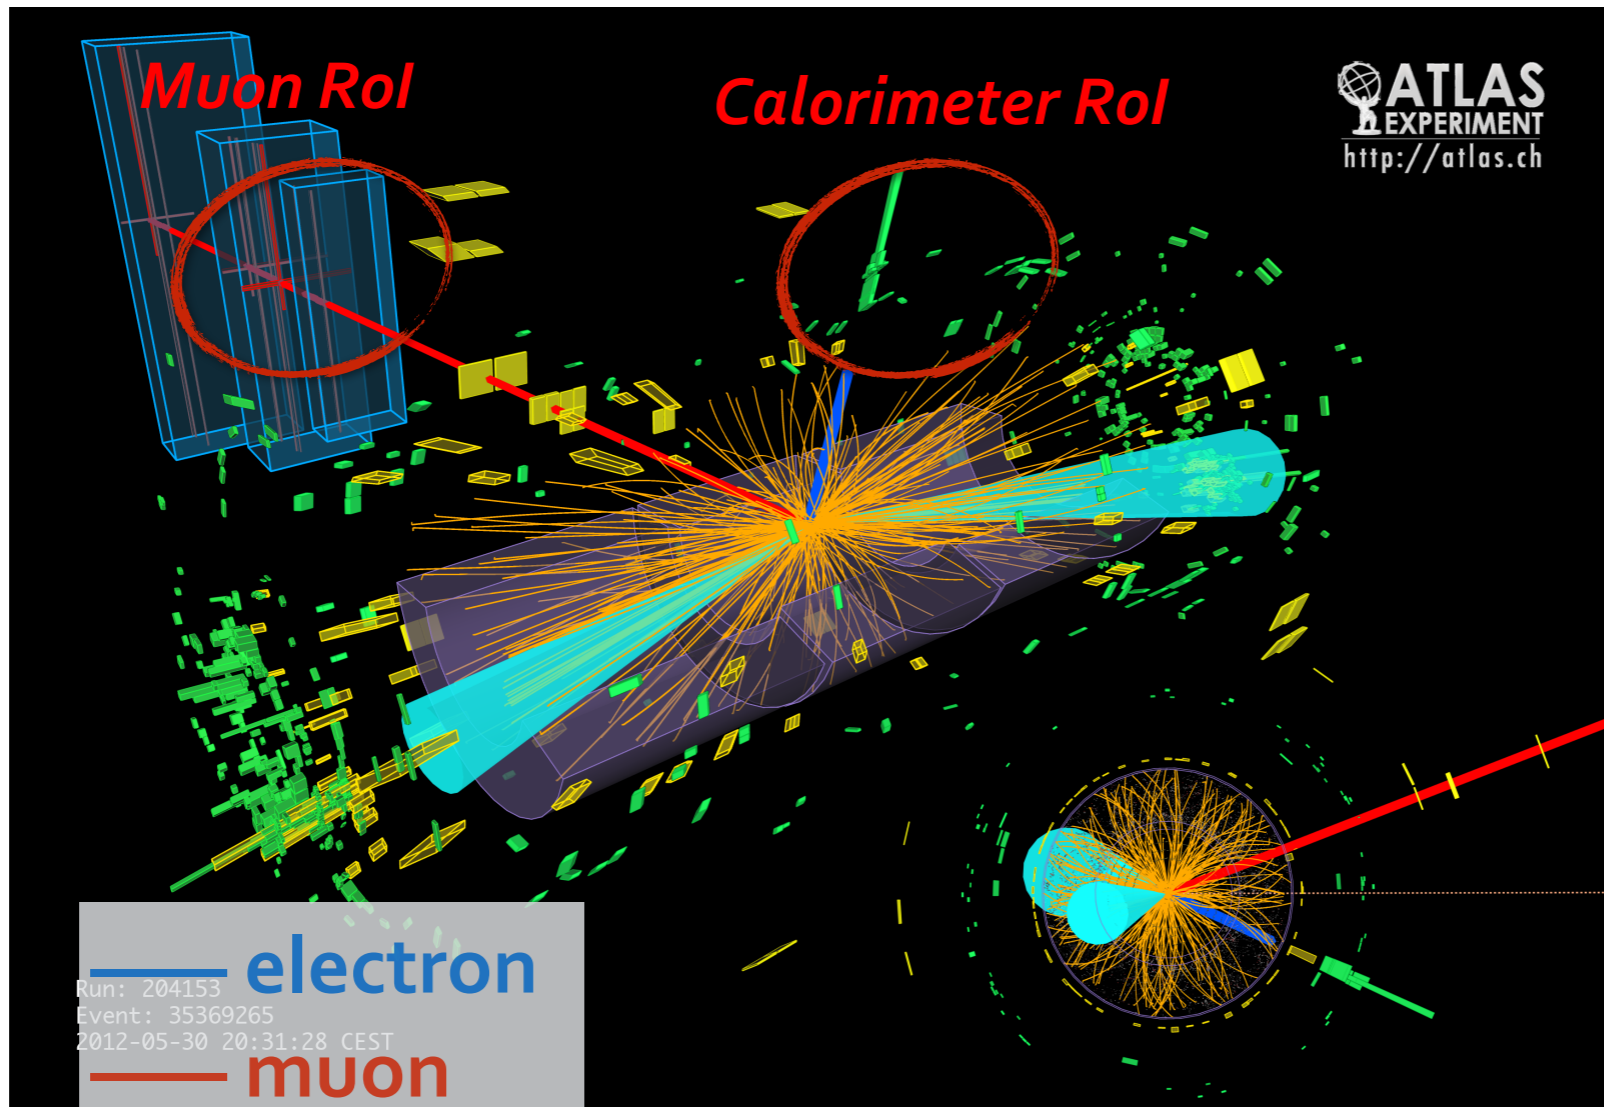 Muon RoI
Calorimeter RoI
ATLAS
EXPERIMENT
http://atlas.ch
electron
Run: 204153
Event: 35369265
2012-05-30 20:31:28 CEST
muon